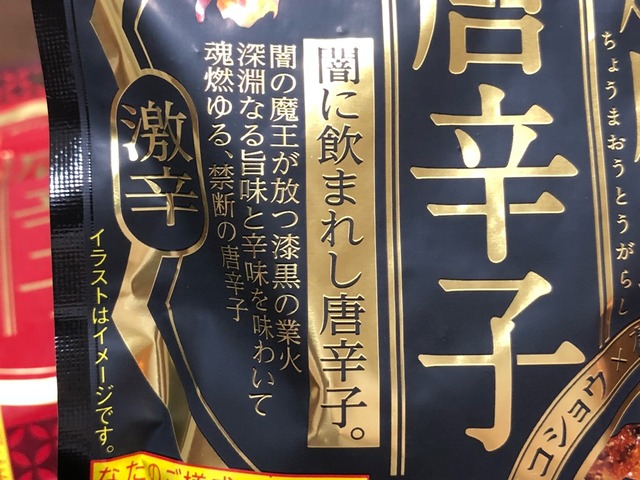 唐辛子
ちょうまおうとうがらし
闇に飲まれし唐辛子。
闇の魔王が放つ漆黒の業火
深淵なる旨味と辛味を味わいて
魂燃ゆる、禁断の唐辛子
激辛
イラストはイメージです。
コショウ×